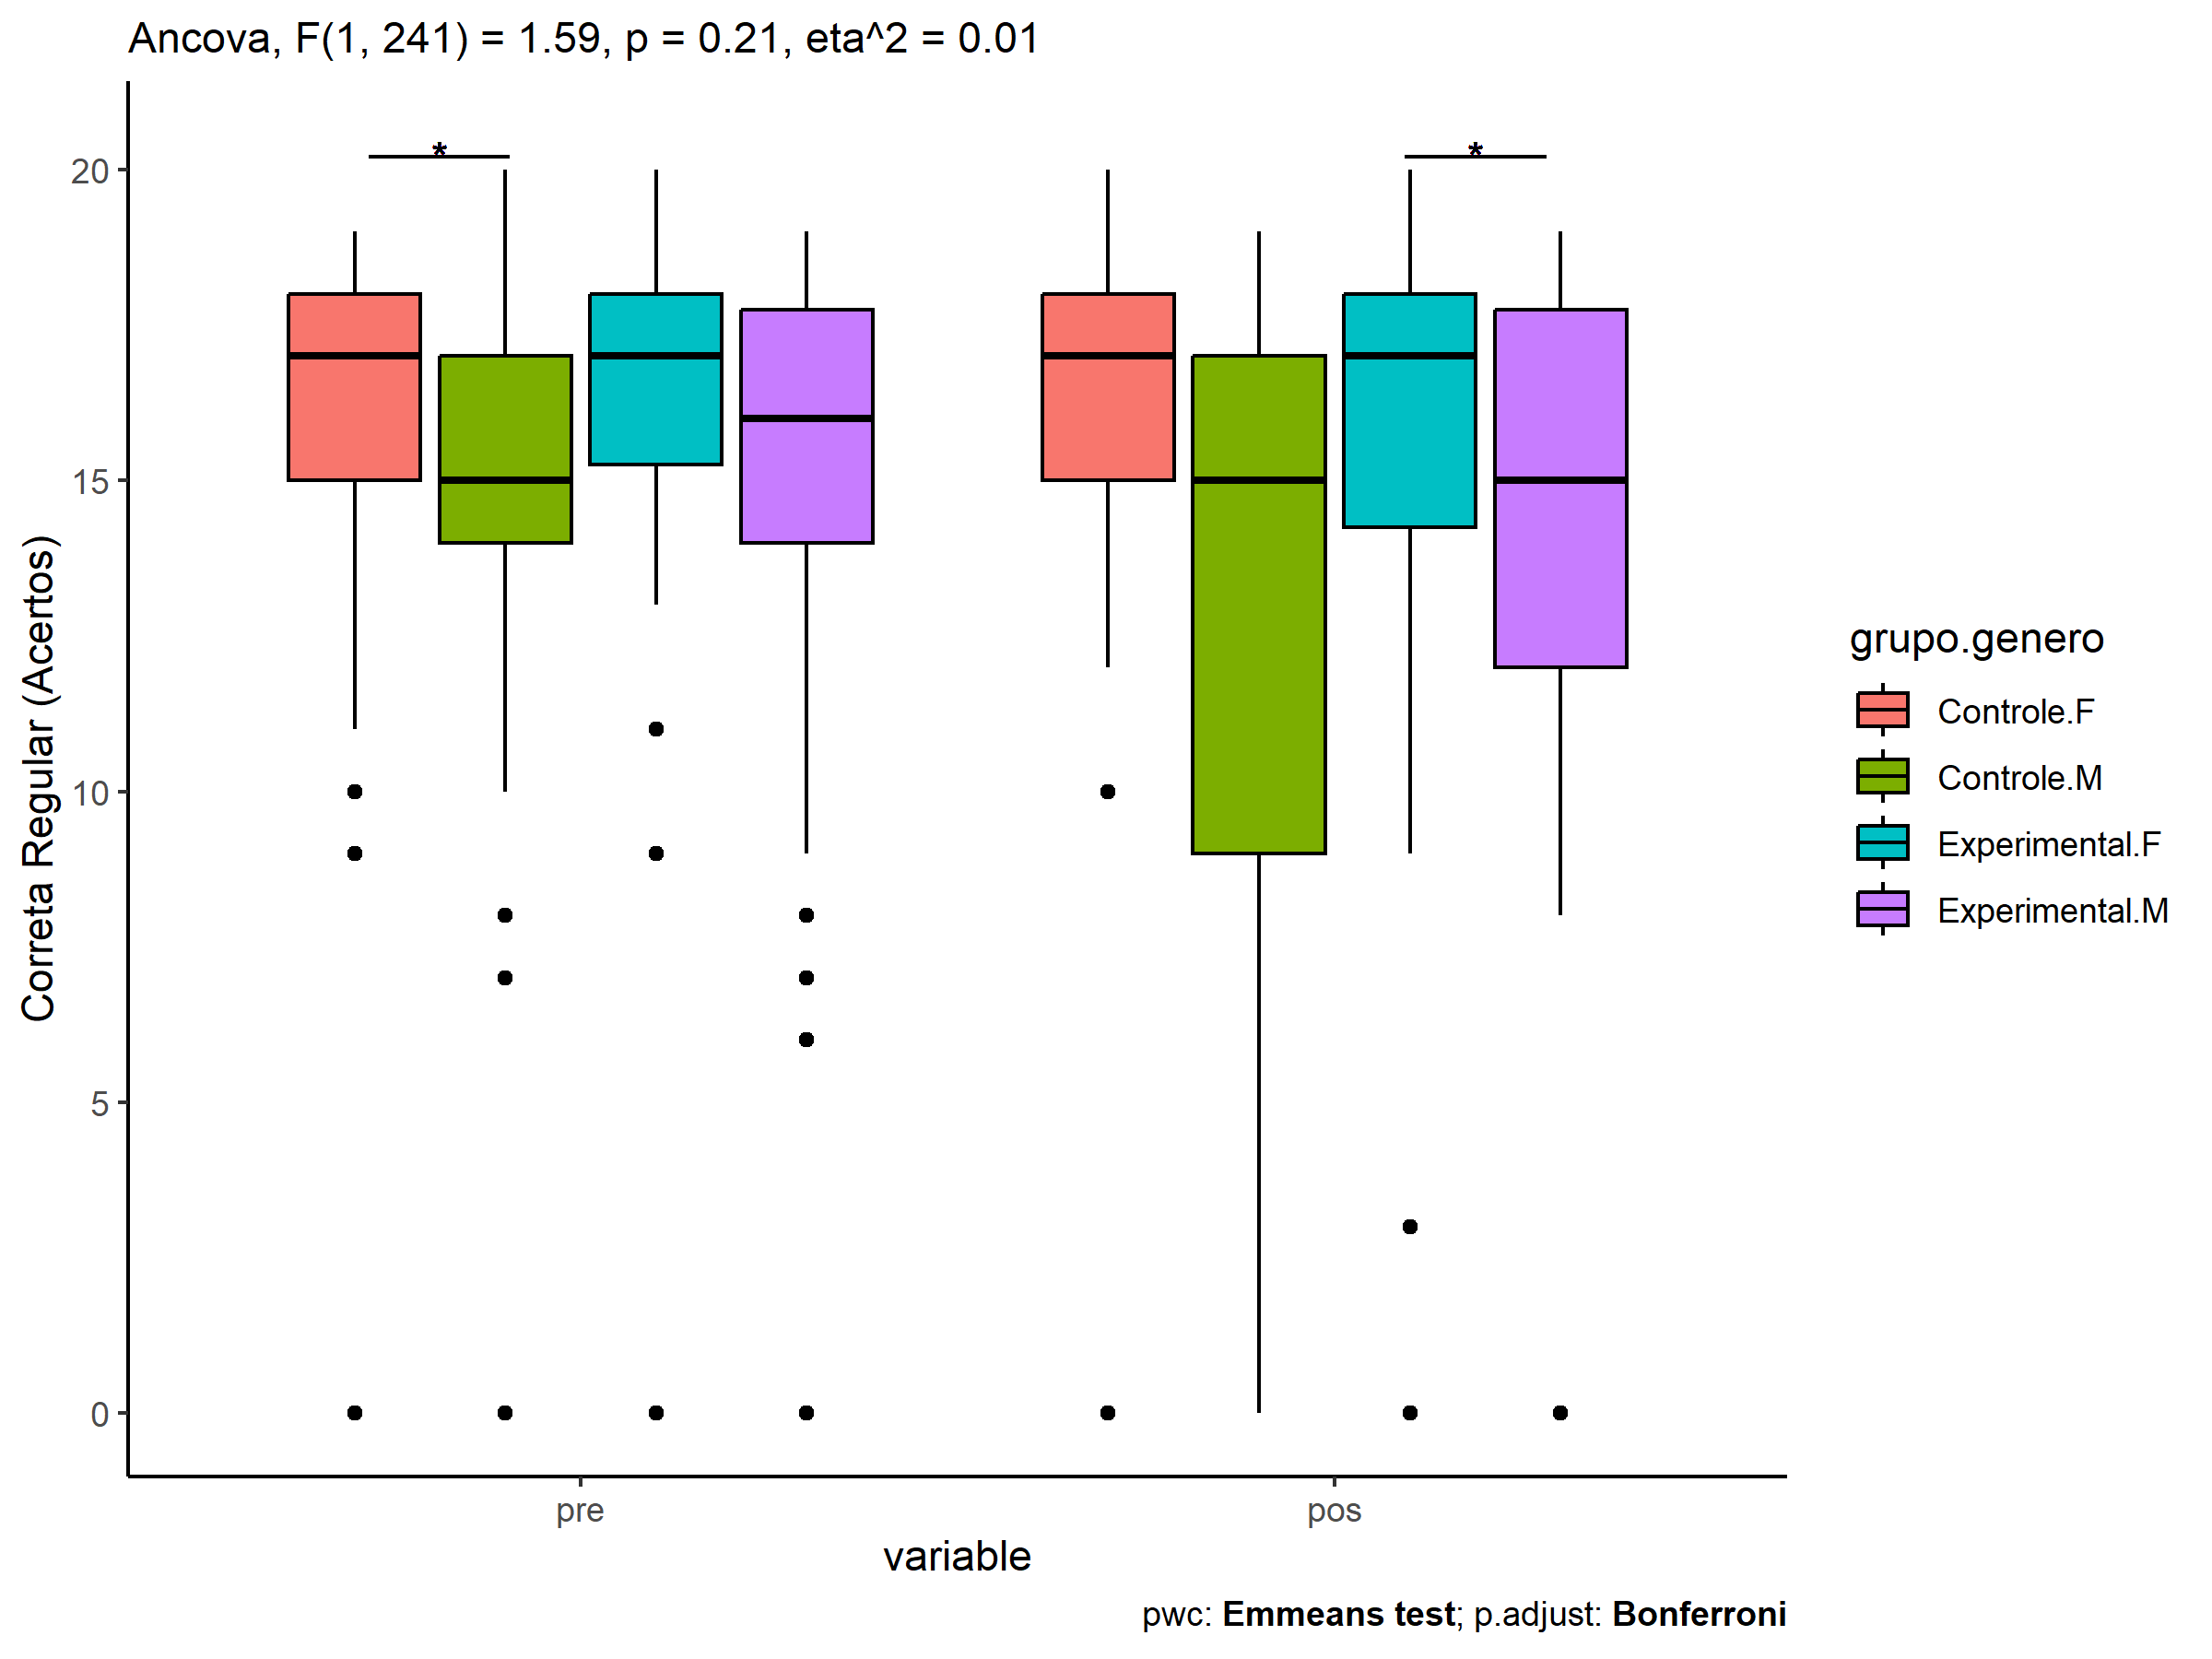 Ancova, F(1, 241) = 1.59, p = 0.21, eta^2 = 0.01
* *
20
15
10
5
0
Correta Regular (Acertos)
pre pos
variable
grupo.genero
Controle.F
Controle.M
Experimental.F
Experimental.M
pwc: Emmeans test; p.adjust: Bonferroni